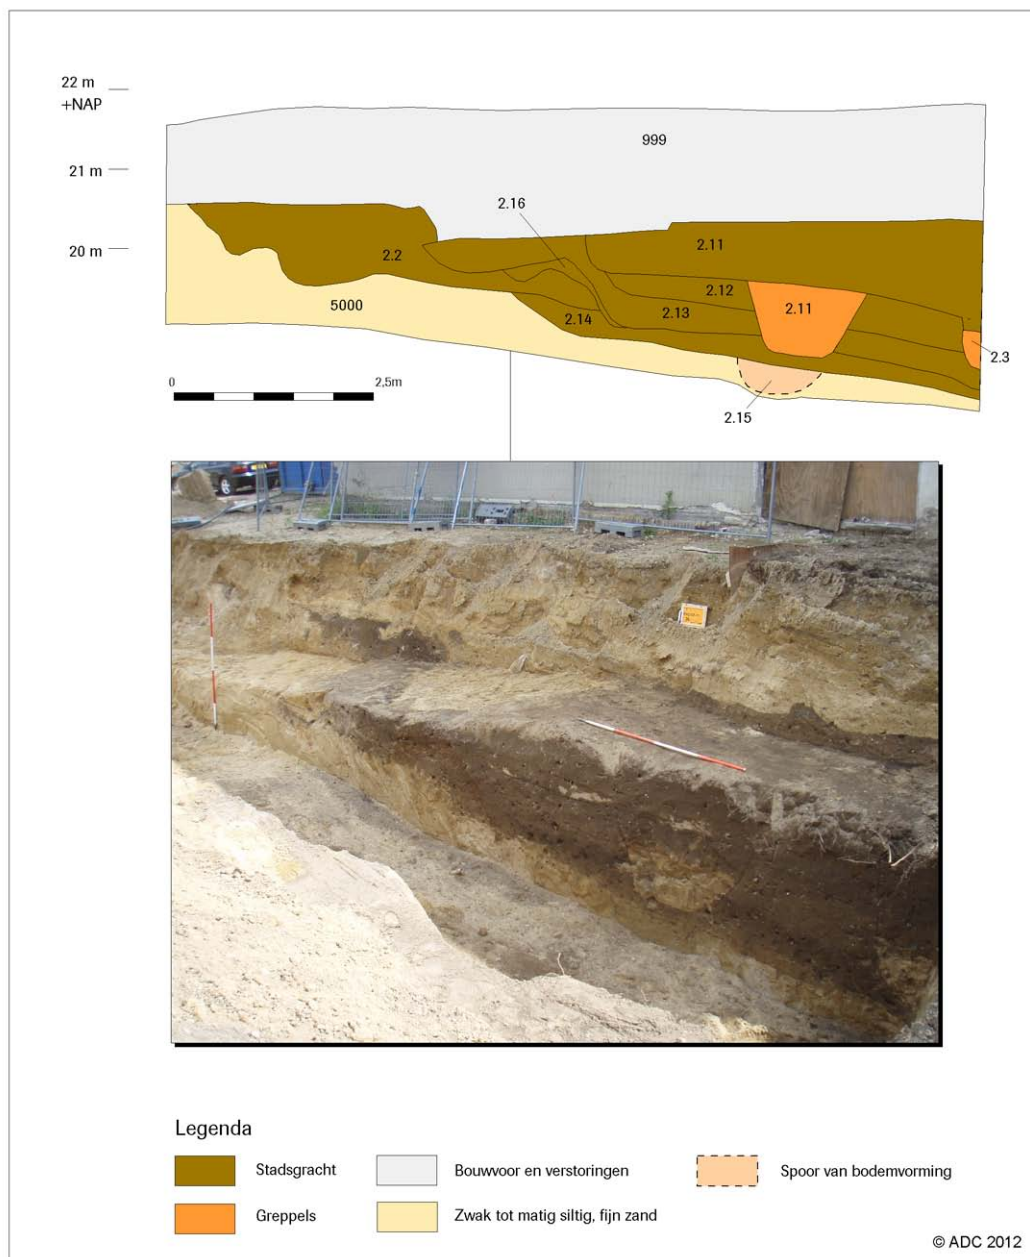 22 m
+NAP
999
21 m
2.16
20 m
2.2
2.11
2.12
2.11
5000
2.14
2.13
2.3
0
2,5m
2.15
Legenda
Stadsgracht
Bouwvoor en verstoringen
Spoor van bodemvorming
Greppels
Zwak tot matig siltig, fijn zand
© ADC 2012